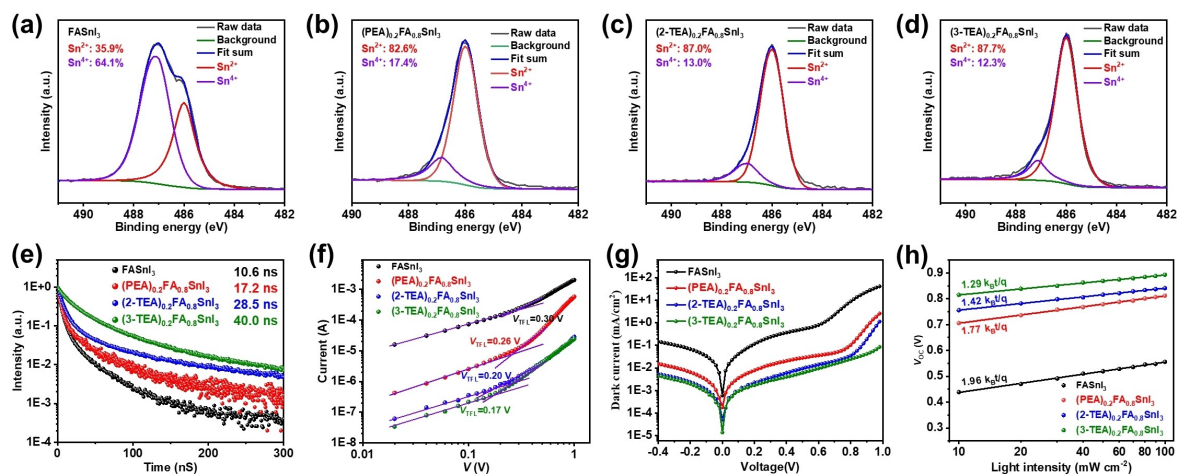 (a)
FASnI₃
Sn²⁺: 35.9%
Sn⁴⁺: 64.1%
Raw data
Background
Fit sum
Sn²⁺
Sn⁴⁺
Intensity (a.u.)
490 488 486 484 482
Binding energy (eV)
(b)
(PEA)₀.₂FA₀.₈SnI₃
Sn²⁺: 82.6%
Sn⁴⁺: 17.4%
Raw data
Background
Fit sum
Sn²⁺
Sn⁴⁺
Intensity (a.u.)
490 488 486 484 482
Binding energy (eV)
(c)
(2-TEA)₀.₂FA₀.₈SnI₃
Sn²⁺: 87.0%
Sn⁴⁺: 13.0%
Raw data
Background
Fit sum
Sn²⁺
Sn⁴⁺
Intensity (a.u.)
490 488 486 484 482
Binding energy (eV)
(d)
(3-TEA)₀.₂FA₀.₈SnI₃
Sn²⁺: 87.7%
Sn⁴⁺: 12.3%
Raw data
Background
Fit sum
Sn²⁺
Sn⁴⁺
Intensity (a.u.)
490 488 486 484 482
Binding energy (eV)
(e)
FASnI₃ 10.6 ns
(PEA)₀.₂FA₀.₈SnI₃ 17.2 ns
(2-TEA)₀.₂FA₀.₈SnI₃ 28.5 ns
(3-TEA)₀.₂FA₀.₈SnI₃ 40.0 ns
Intensity (a.u.)
1E+0
1E-1
1E-2
1E-3
1E-4
0 100 200 300
Time (nS)
(f)
FASnI₃
(PEA)₀.₂FA₀.₈SnI₃
(2-TEA)₀.₂FA₀.₈SnI₃
(3-TEA)₀.₂FA₀.₈SnI₃
V_TFL=0.30 V
V_TFL=0.26 V
V_TFL=0.20 V
V_TFL=0.17 V
Current (A)
1E-3
1E-4
1E-5
1E-6
1E-7
1E-8
0.01 0.1 1
V (V)
(g)
FASnI₃
(PEA)₀.₂FA₀.₈SnI₃
(2-TEA)₀.₂FA₀.₈SnI₃
(3-TEA)₀.₂FA₀.₈SnI₃
Dark current (mA/cm²)
1E+2
1E+1
1E+0
1E-1
1E-2
1E-3
1E-4
1E-5
-0.4 -0.2 0.0 0.2 0.4 0.6 0.8 1.0
Voltage(V)
(h)
1.29 k_Bt/q
1.42 k_Bt/q
1.77 k_Bt/q
1.96 k_Bt/q
FASnI₃
(PEA)₀.₂FA₀.₈SnI₃
(2-TEA)₀.₂FA₀.₈SnI₃
(3-TEA)₀.₂FA₀.₈SnI₃
V_OC (V)
0.9
0.8
0.7
0.6
0.5
0.4
0.3
10 20 40 60 80 100
Light intensity (mW cm⁻²)